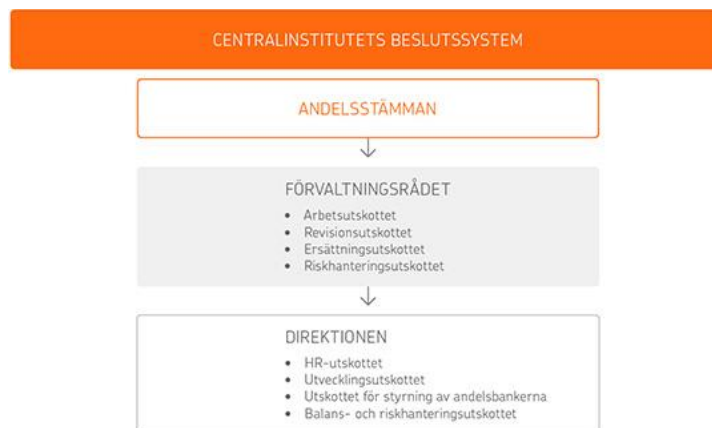 CENTRALINSTITUTETS BESLUTSSYSTEM
ANDELSSTÄMMAN
FÖRVALTNINGSRÅDET
• Arbetsutskottet
• Revisionsutskottet
• Ersättningsutskottet
• Riskhanteringsutskottet
DIREKTIONEN
• HR-utskottet
• Utvecklingsutskottet
• Utskottet för styrning av andelsbankerna
• Balans- och riskhanteringsutskottet